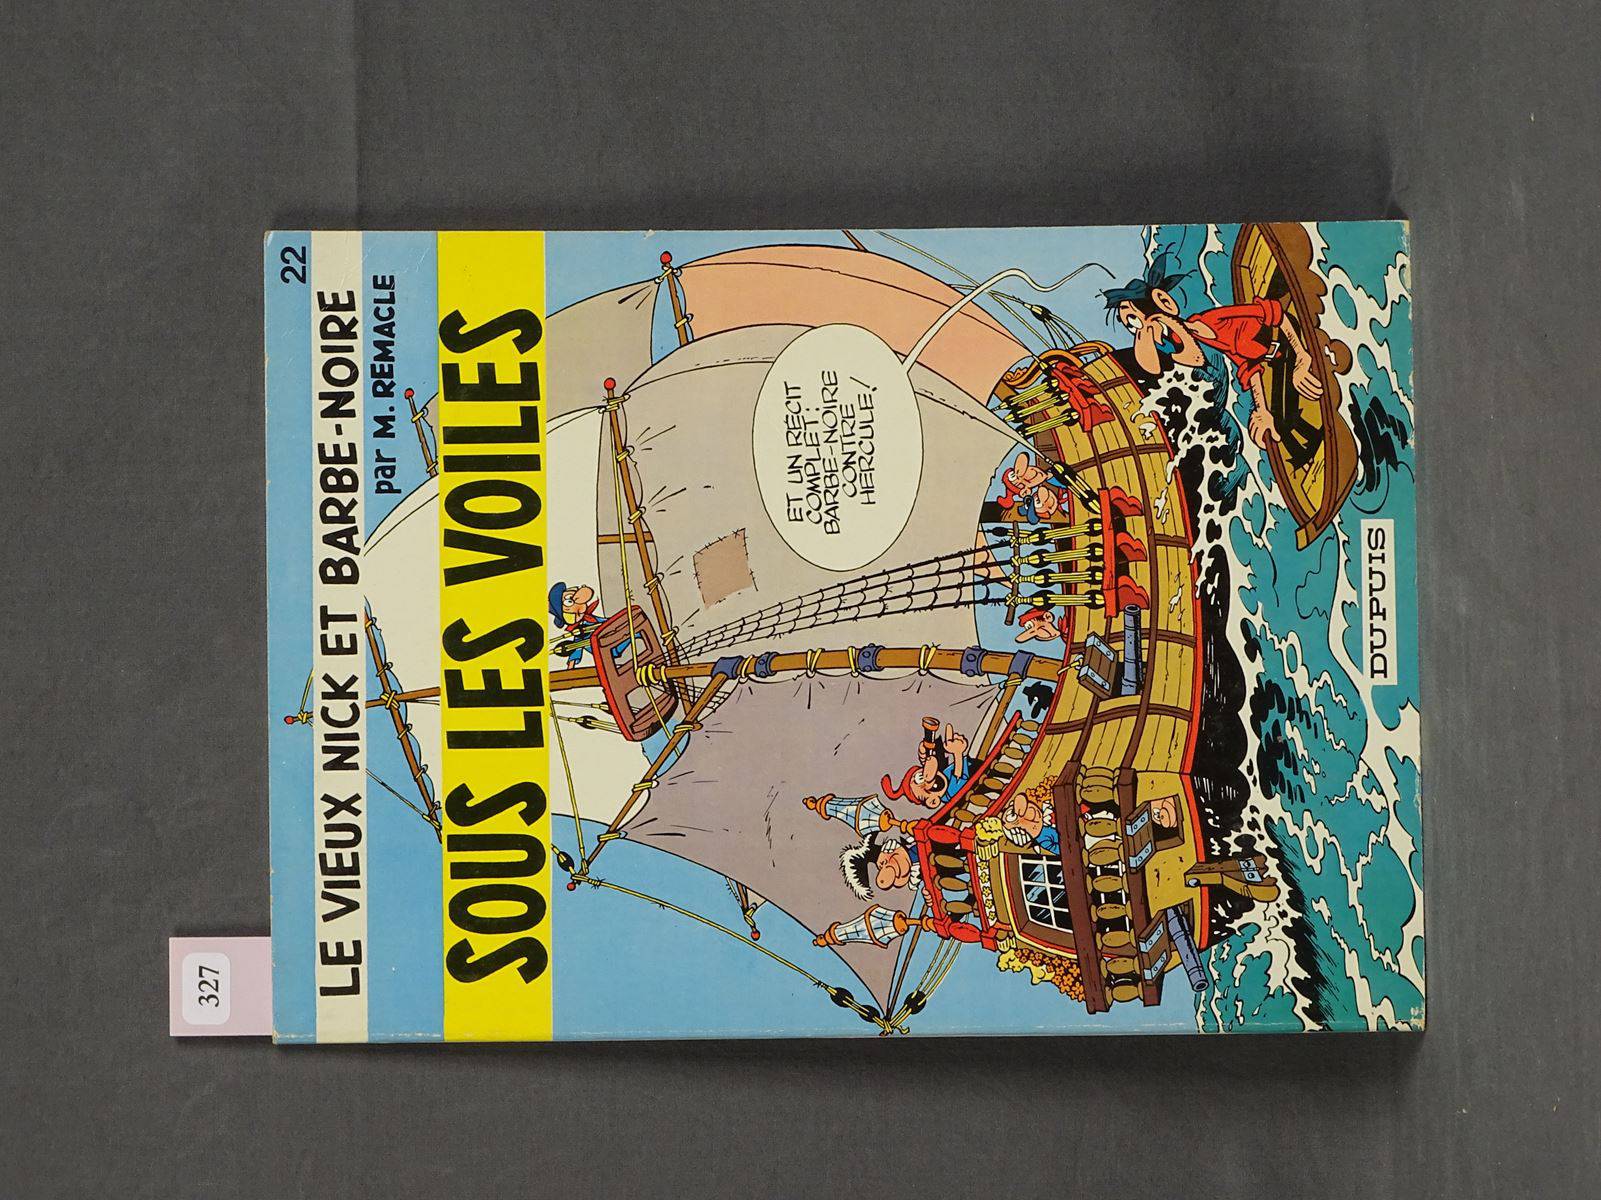 22
LE VIEUX NICK ET BARBE-NOIRE
par M. REMACLE
SOUS LES VOILES
ET UN RÉCIT
COMPLET:
BARBE-NOIRE
CONTRE
HERCULE!
DUPUIS
327